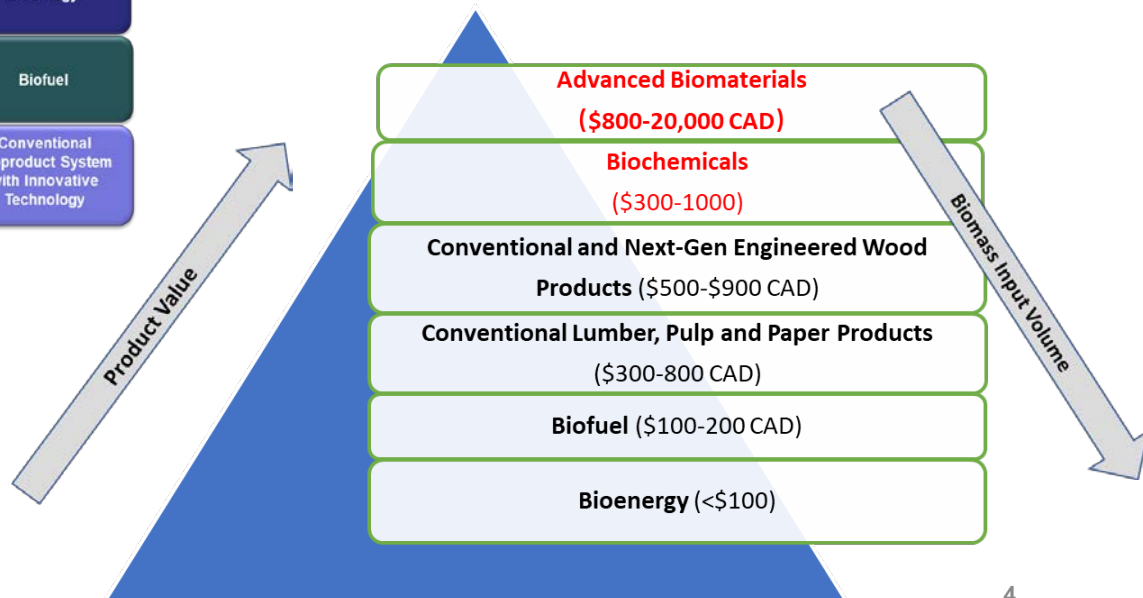 Biofuel
Conventional
product System
with Innovative
Technology
Product Value
Advanced Biomaterials
($800-20,000 CAD)
Biochemicals
($300-1000)
Conventional and Next-Gen Engineered Wood
Products ($500-$900 CAD)
Conventional Lumber, Pulp and Paper Products
($300-800 CAD)
Biofuel ($100-200 CAD)
Bioenergy (<$100)
Biomass Input Volume
4